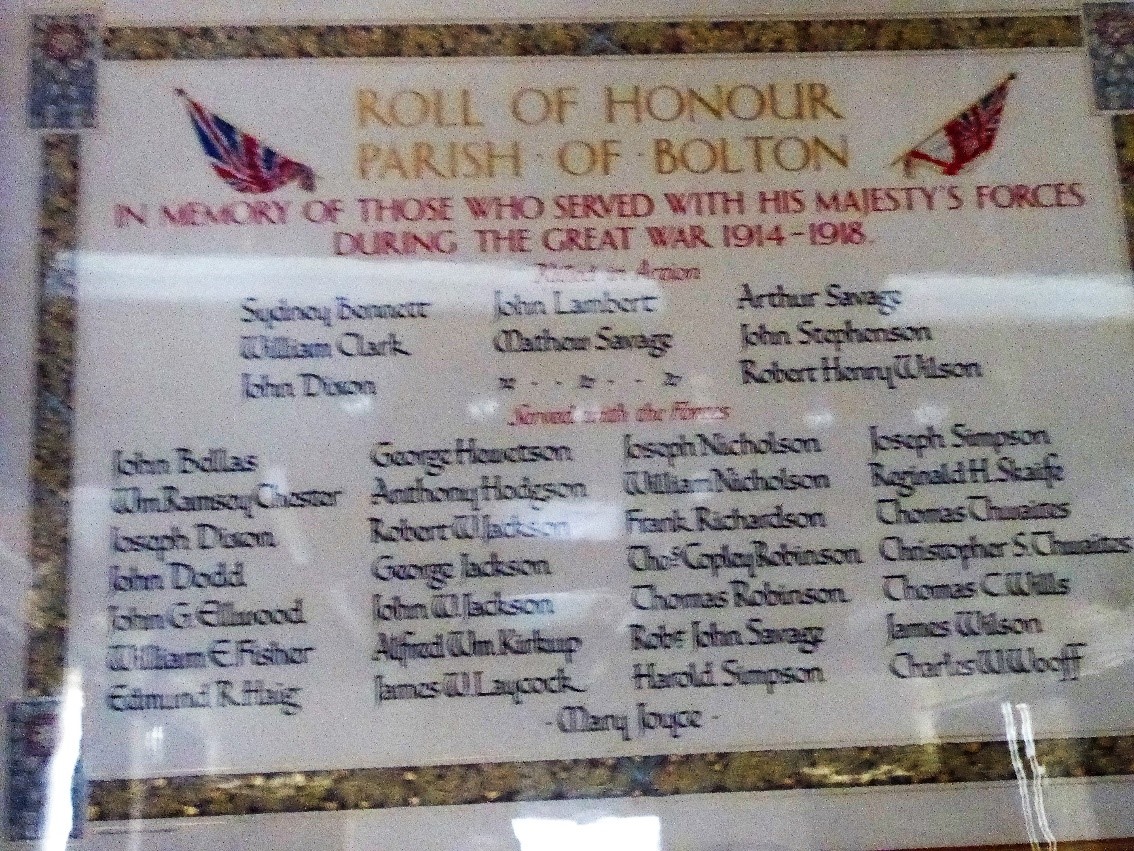 ROLL OF HONOUR
PARISH · OF · BOLTON
IN MEMORY OF THOSE WHO SERVED WITH HIS MAJESTY'S FORCES
DURING THE GREAT WAR 1914-1918.
Killed in Action
Sydney Bennett John Lambert Arthur Savage
William Clark Mathew Savage John Stephenson
John Dixon Robert Henry Wilson
Served with the Forces
John Bellas George Hewetson Joseph Nicholson Joseph Simpson
Wm Ramsey Chester Anthony Hodgson William Nicholson Reginald H. Skaife
Joseph Dixon Robert W. Jackson Frank Richardson Thomas Thwaites
John Dodd George Jackson Thos Copley Robinson Christopher S. Thwaites
John G. Ellwood John W. Jackson Thomas Robinson Thomas C. Wills
William E. Fisher Alfred Wm. Kirkup Robt John Savage James Wilson
Edmund R. Haig James W. Laycock Harold Simpson Charles W. Woof
- Mary Joyce -